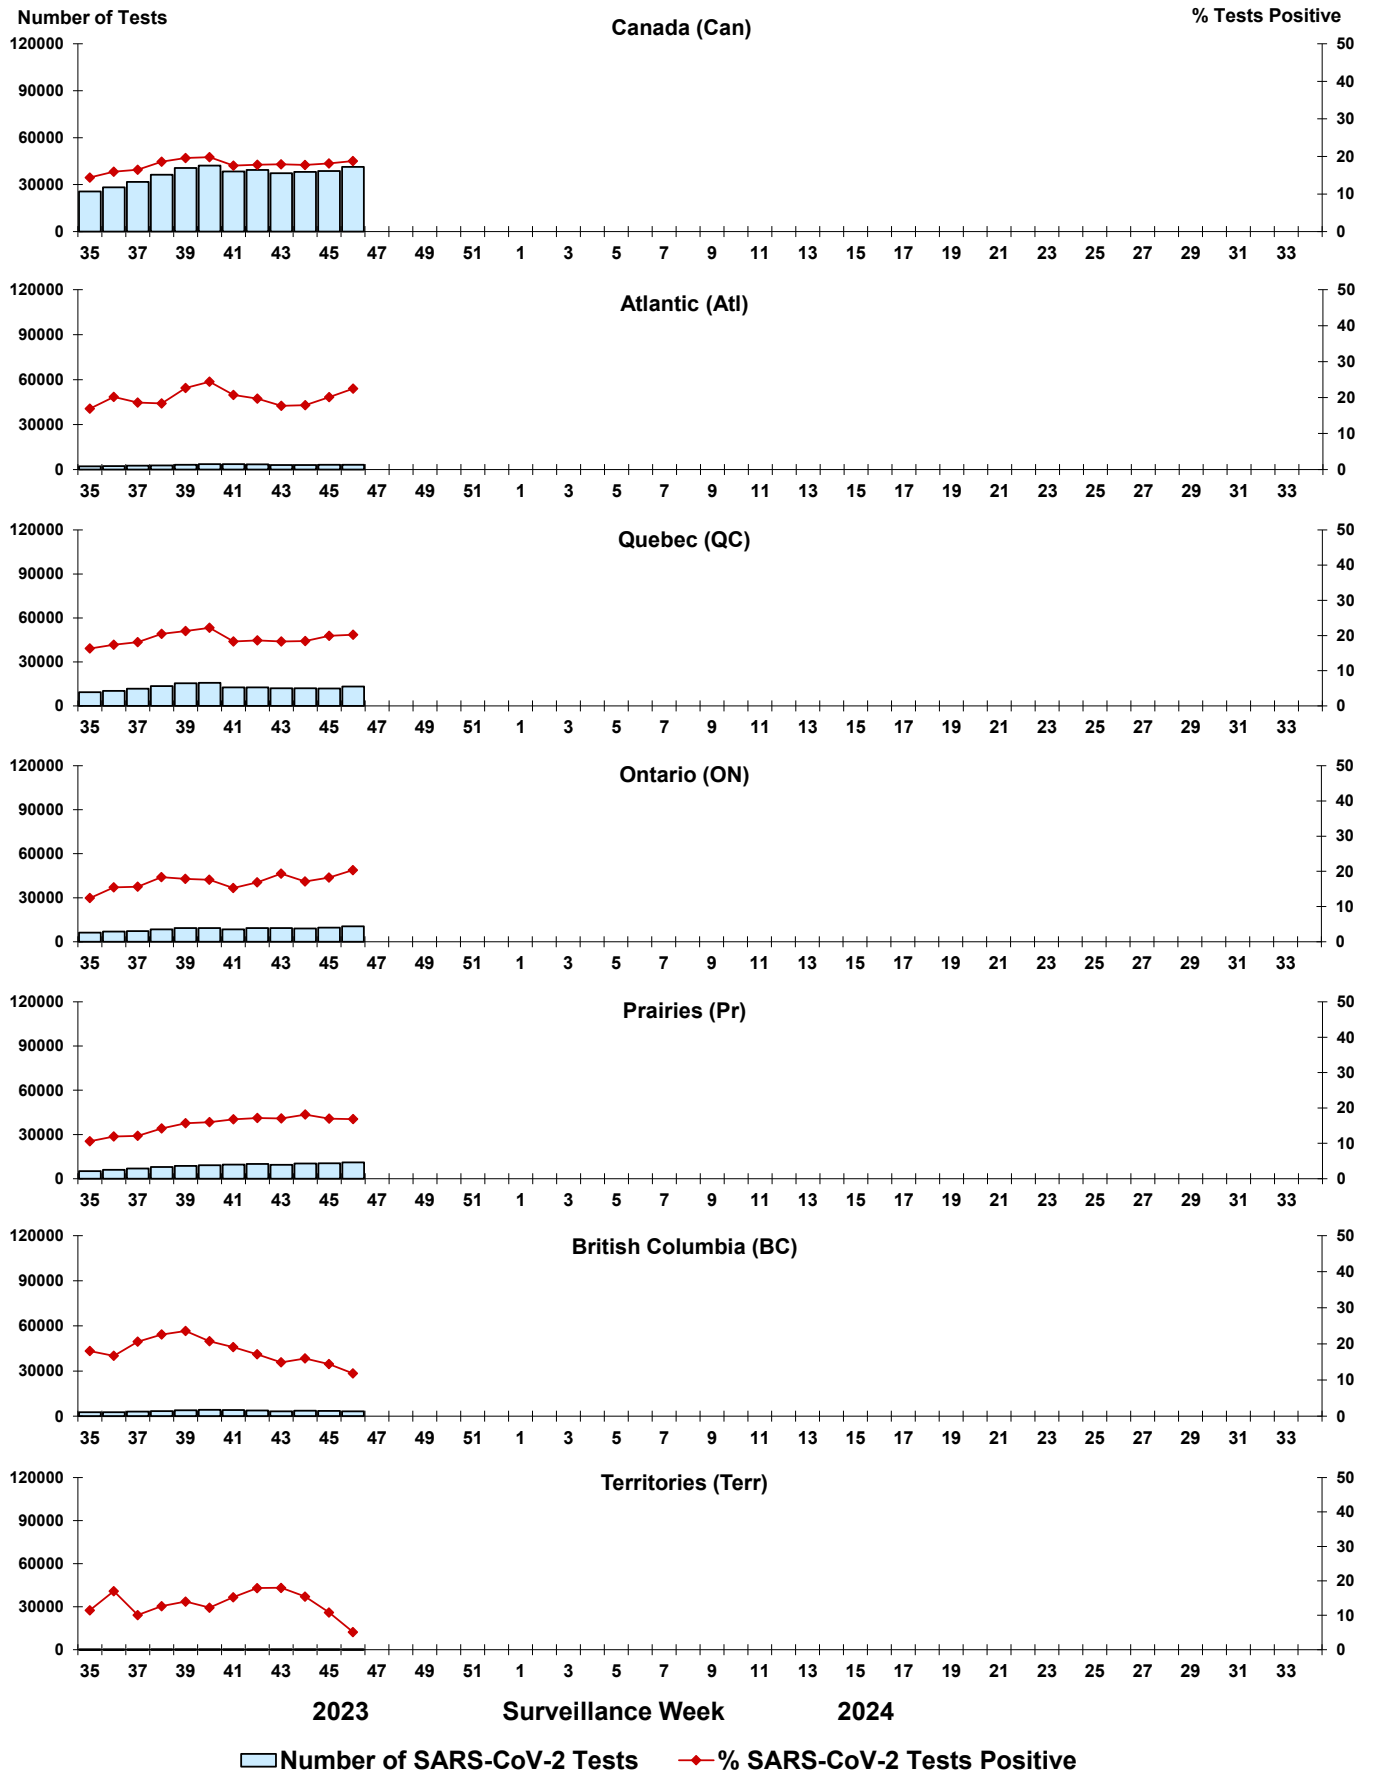 Number of Tests
% Tests Positive
Canada (Can)
120000 50
90000 40
30
60000 20
30000 10
0 0
35 37 39 41 43 45 47 49 51 1 3 5 7 9 11 13 15 17 19 21 23 25 27 29 31 33
Atlantic (Atl)
120000 50
90000 40
30
60000 20
30000 10
0 0
35 37 39 41 43 45 47 49 51 1 3 5 7 9 11 13 15 17 19 21 23 25 27 29 31 33
Quebec (QC)
120000 50
90000 40
30
60000 20
30000 10
0 0
35 37 39 41 43 45 47 49 51 1 3 5 7 9 11 13 15 17 19 21 23 25 27 29 31 33
Ontario (ON)
120000 50
90000 40
30
60000 20
30000 10
0 0
35 37 39 41 43 45 47 49 51 1 3 5 7 9 11 13 15 17 19 21 23 25 27 29 31 33
Prairies (Pr)
120000 50
90000 40
30
60000 20
30000 10
0 0
35 37 39 41 43 45 47 49 51 1 3 5 7 9 11 13 15 17 19 21 23 25 27 29 31 33
British Columbia (BC)
120000 50
90000 40
30
60000 20
30000 10
0 0
35 37 39 41 43 45 47 49 51 1 3 5 7 9 11 13 15 17 19 21 23 25 27 29 31 33
Territories (Terr)
120000 50
90000 40
30
60000 20
30000 10
0 0
35 37 39 41 43 45 47 49 51 1 3 5 7 9 11 13 15 17 19 21 23 25 27 29 31 33
2023 Surveillance Week 2024
Number of SARS-CoV-2 Tests % SARS-CoV-2 Tests Positive